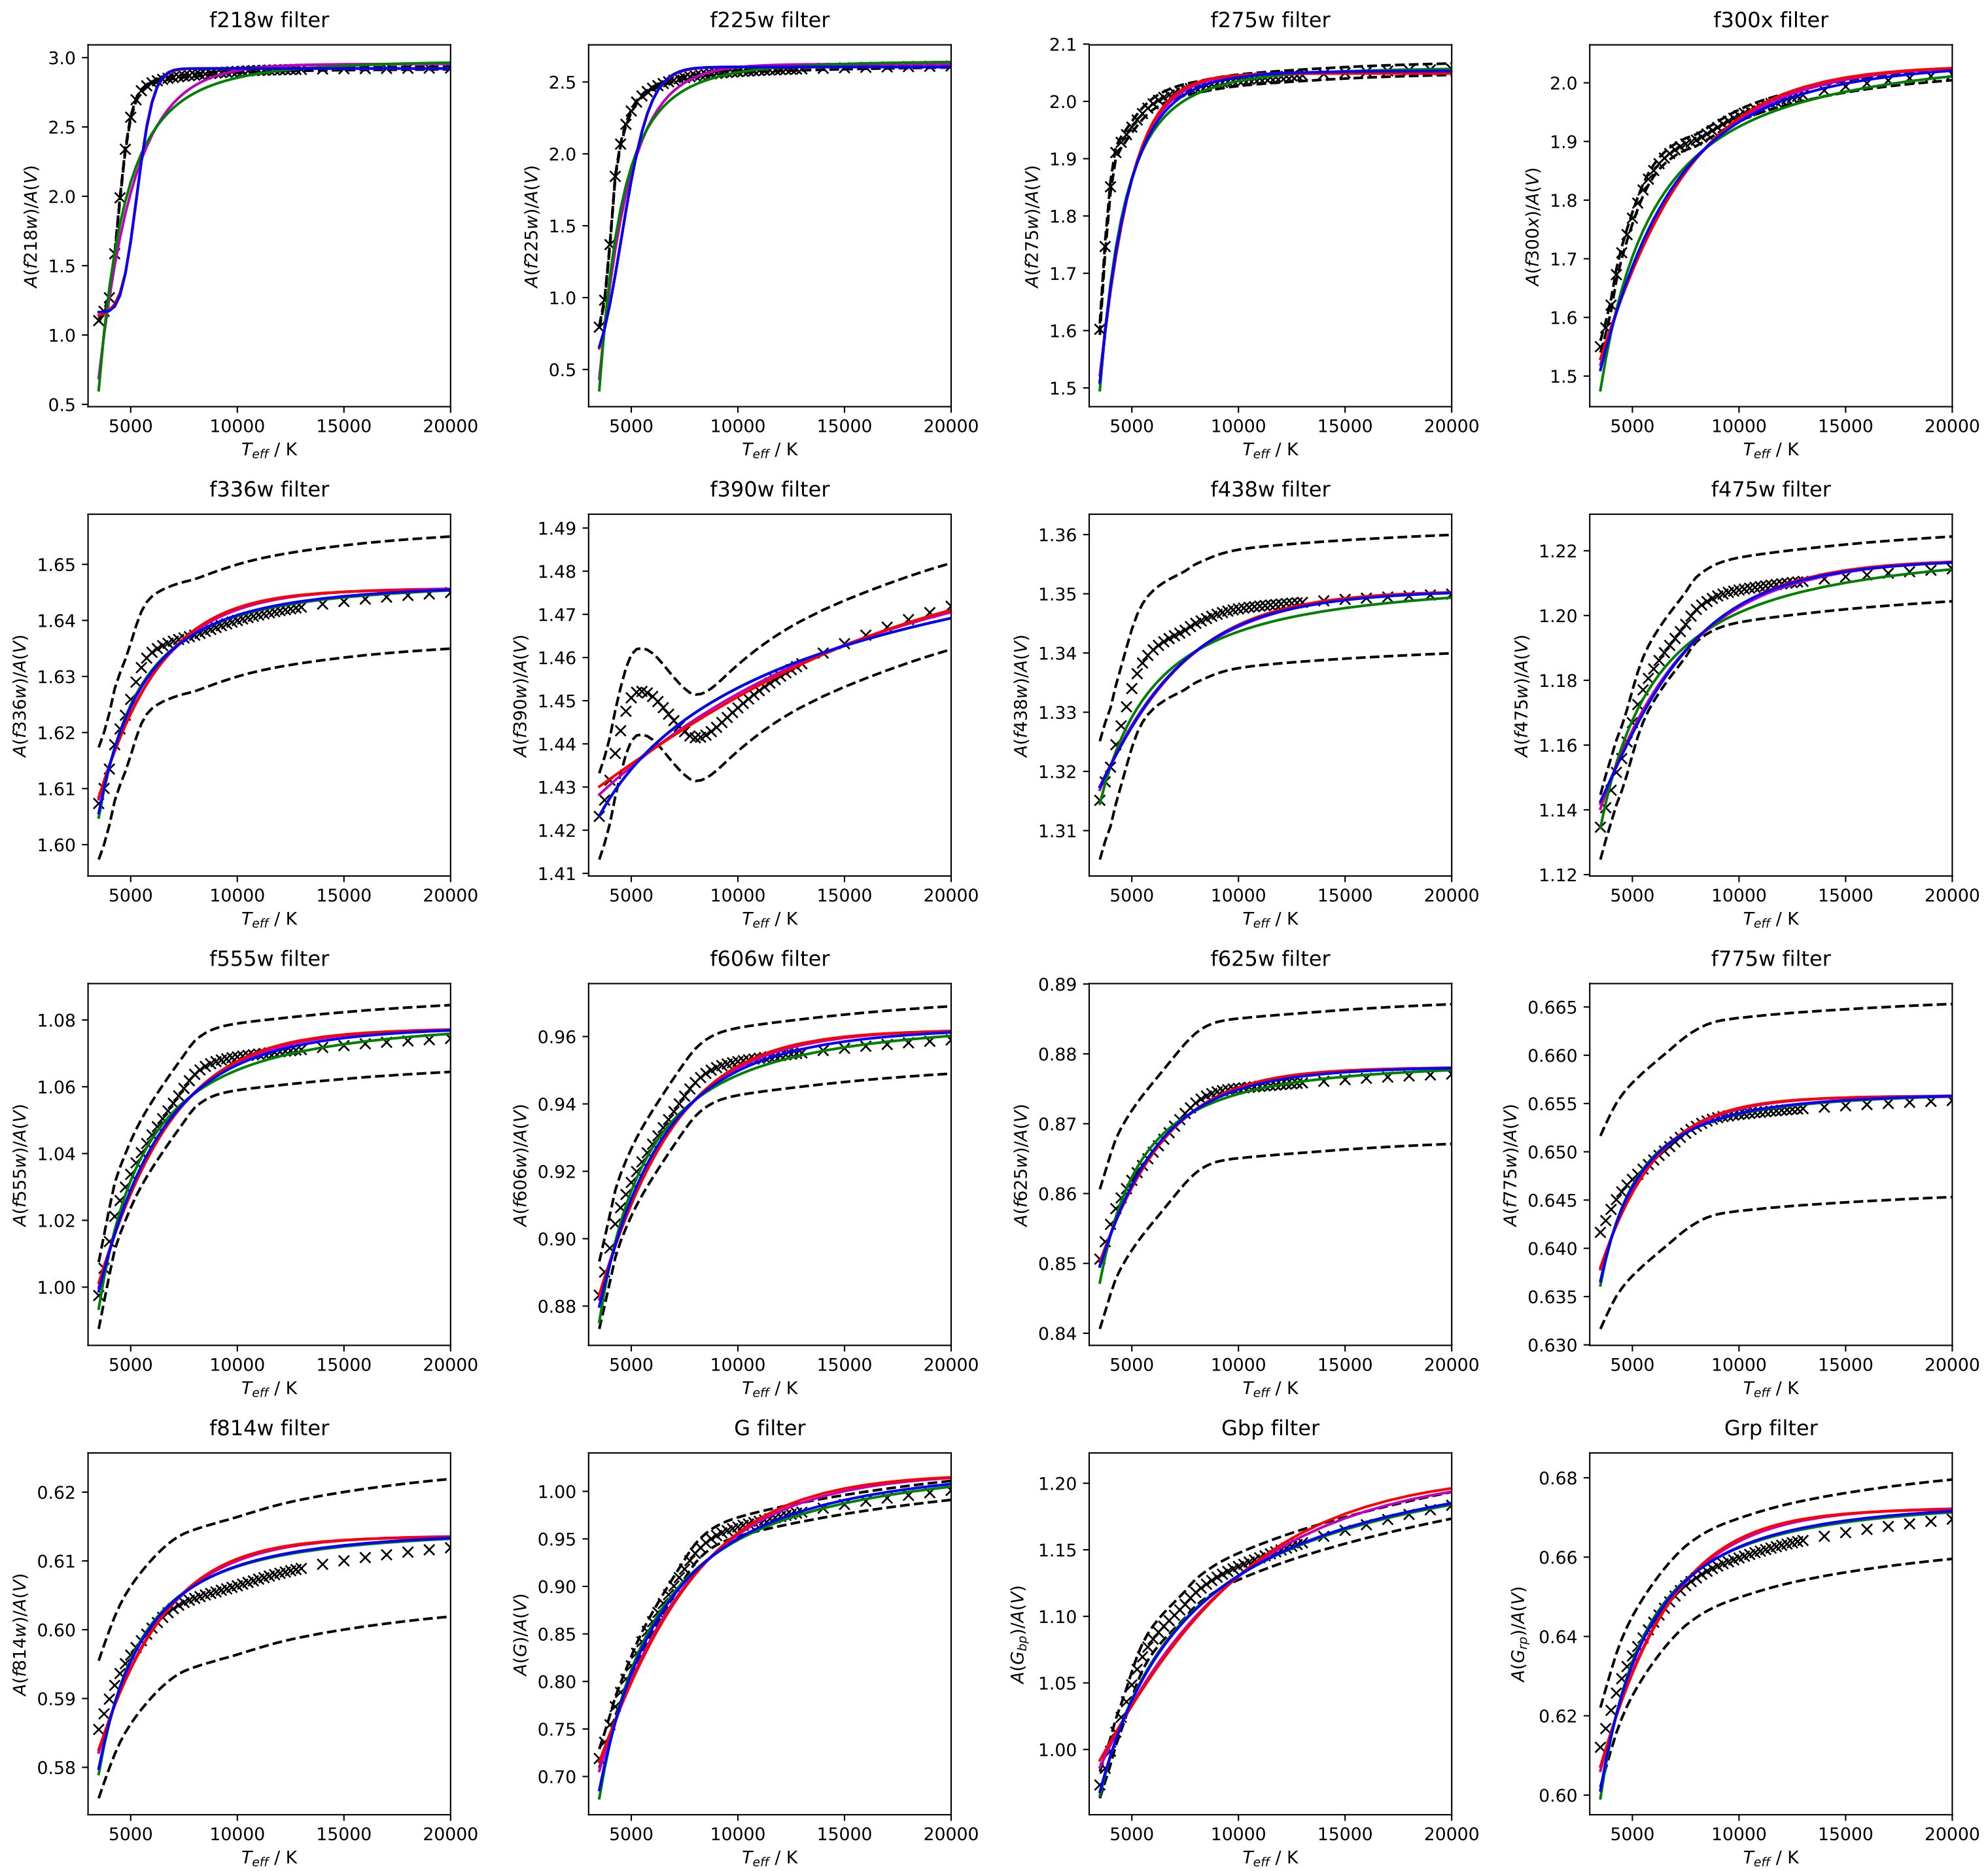 f218w filter
f225w filter
f275w filter
f300x filter
3.0
2.5
2.0
1.5
1.0
0.5
A(f218w)/A(V)
5000 10000 15000 20000
T_eff / K
2.5
2.0
1.5
1.0
0.5
A(f225w)/A(V)
5000 10000 15000 20000
T_eff / K
2.1
2.0
1.9
1.8
1.7
1.6
1.5
A(f275w)/A(V)
5000 10000 15000 20000
T_eff / K
2.0
1.9
1.8
1.7
1.6
1.5
A(f300x)/A(V)
5000 10000 15000 20000
T_eff / K
f336w filter
f390w filter
f438w filter
f475w filter
1.65
1.64
1.63
1.62
1.61
1.60
A(f336w)/A(V)
5000 10000 15000 20000
T_eff / K
1.49
1.48
1.47
1.46
1.45
1.44
1.43
1.42
1.41
A(f390w)/A(V)
5000 10000 15000 20000
T_eff / K
1.36
1.35
1.34
1.33
1.32
1.31
A(f438w)/A(V)
5000 10000 15000 20000
T_eff / K
1.22
1.20
1.18
1.16
1.14
1.12
A(f475w)/A(V)
5000 10000 15000 20000
T_eff / K
f555w filter
f606w filter
f625w filter
f775w filter
1.08
1.06
1.04
1.02
1.00
A(f555w)/A(V)
5000 10000 15000 20000
T_eff / K
0.96
0.94
0.92
0.90
0.88
A(f606w)/A(V)
5000 10000 15000 20000
T_eff / K
0.89
0.88
0.87
0.86
0.85
0.84
A(f625w)/A(V)
5000 10000 15000 20000
T_eff / K
0.665
0.660
0.655
0.650
0.645
0.640
0.635
0.630
A(f775w)/A(V)
5000 10000 15000 20000
T_eff / K
f814w filter
G filter
Gbp filter
Grp filter
0.62
0.61
0.60
0.59
0.58
A(f814w)/A(V)
5000 10000 15000 20000
T_eff / K
1.00
0.95
0.90
0.85
0.80
0.75
0.70
A(G)/A(V)
5000 10000 15000 20000
T_eff / K
1.20
1.15
1.10
1.05
1.00
A(G_bp)/A(V)
5000 10000 15000 20000
T_eff / K
0.68
0.66
0.64
0.62
0.60
A(G_rp)/A(V)
5000 10000 15000 20000
T_eff / K